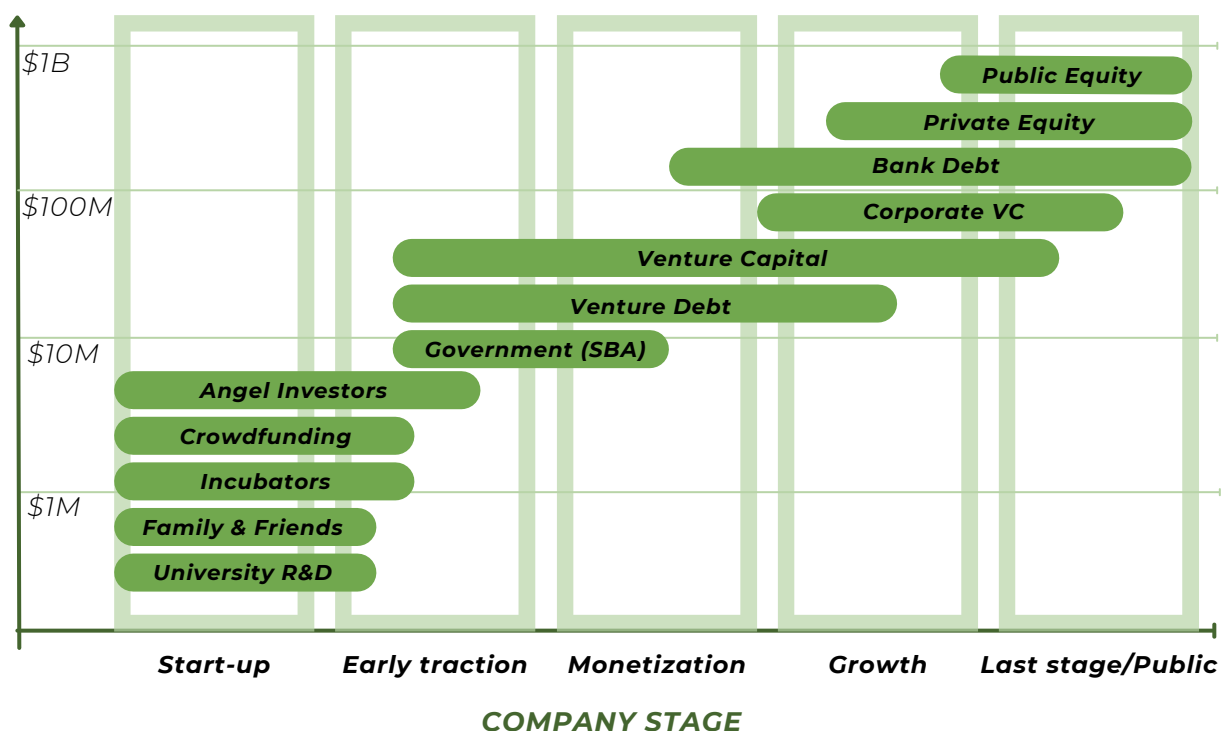 $1B
Public Equity
Private Equity
Bank Debt
$100M
Corporate VC
Venture Capital
Venture Debt
$10M
Government (SBA)
Angel Investors
Crowdfunding
Incubators
$1M
Family & Friends
University R&D
Start-up
Early traction
Monetization
Growth
Last stage/Public
COMPANY STAGE